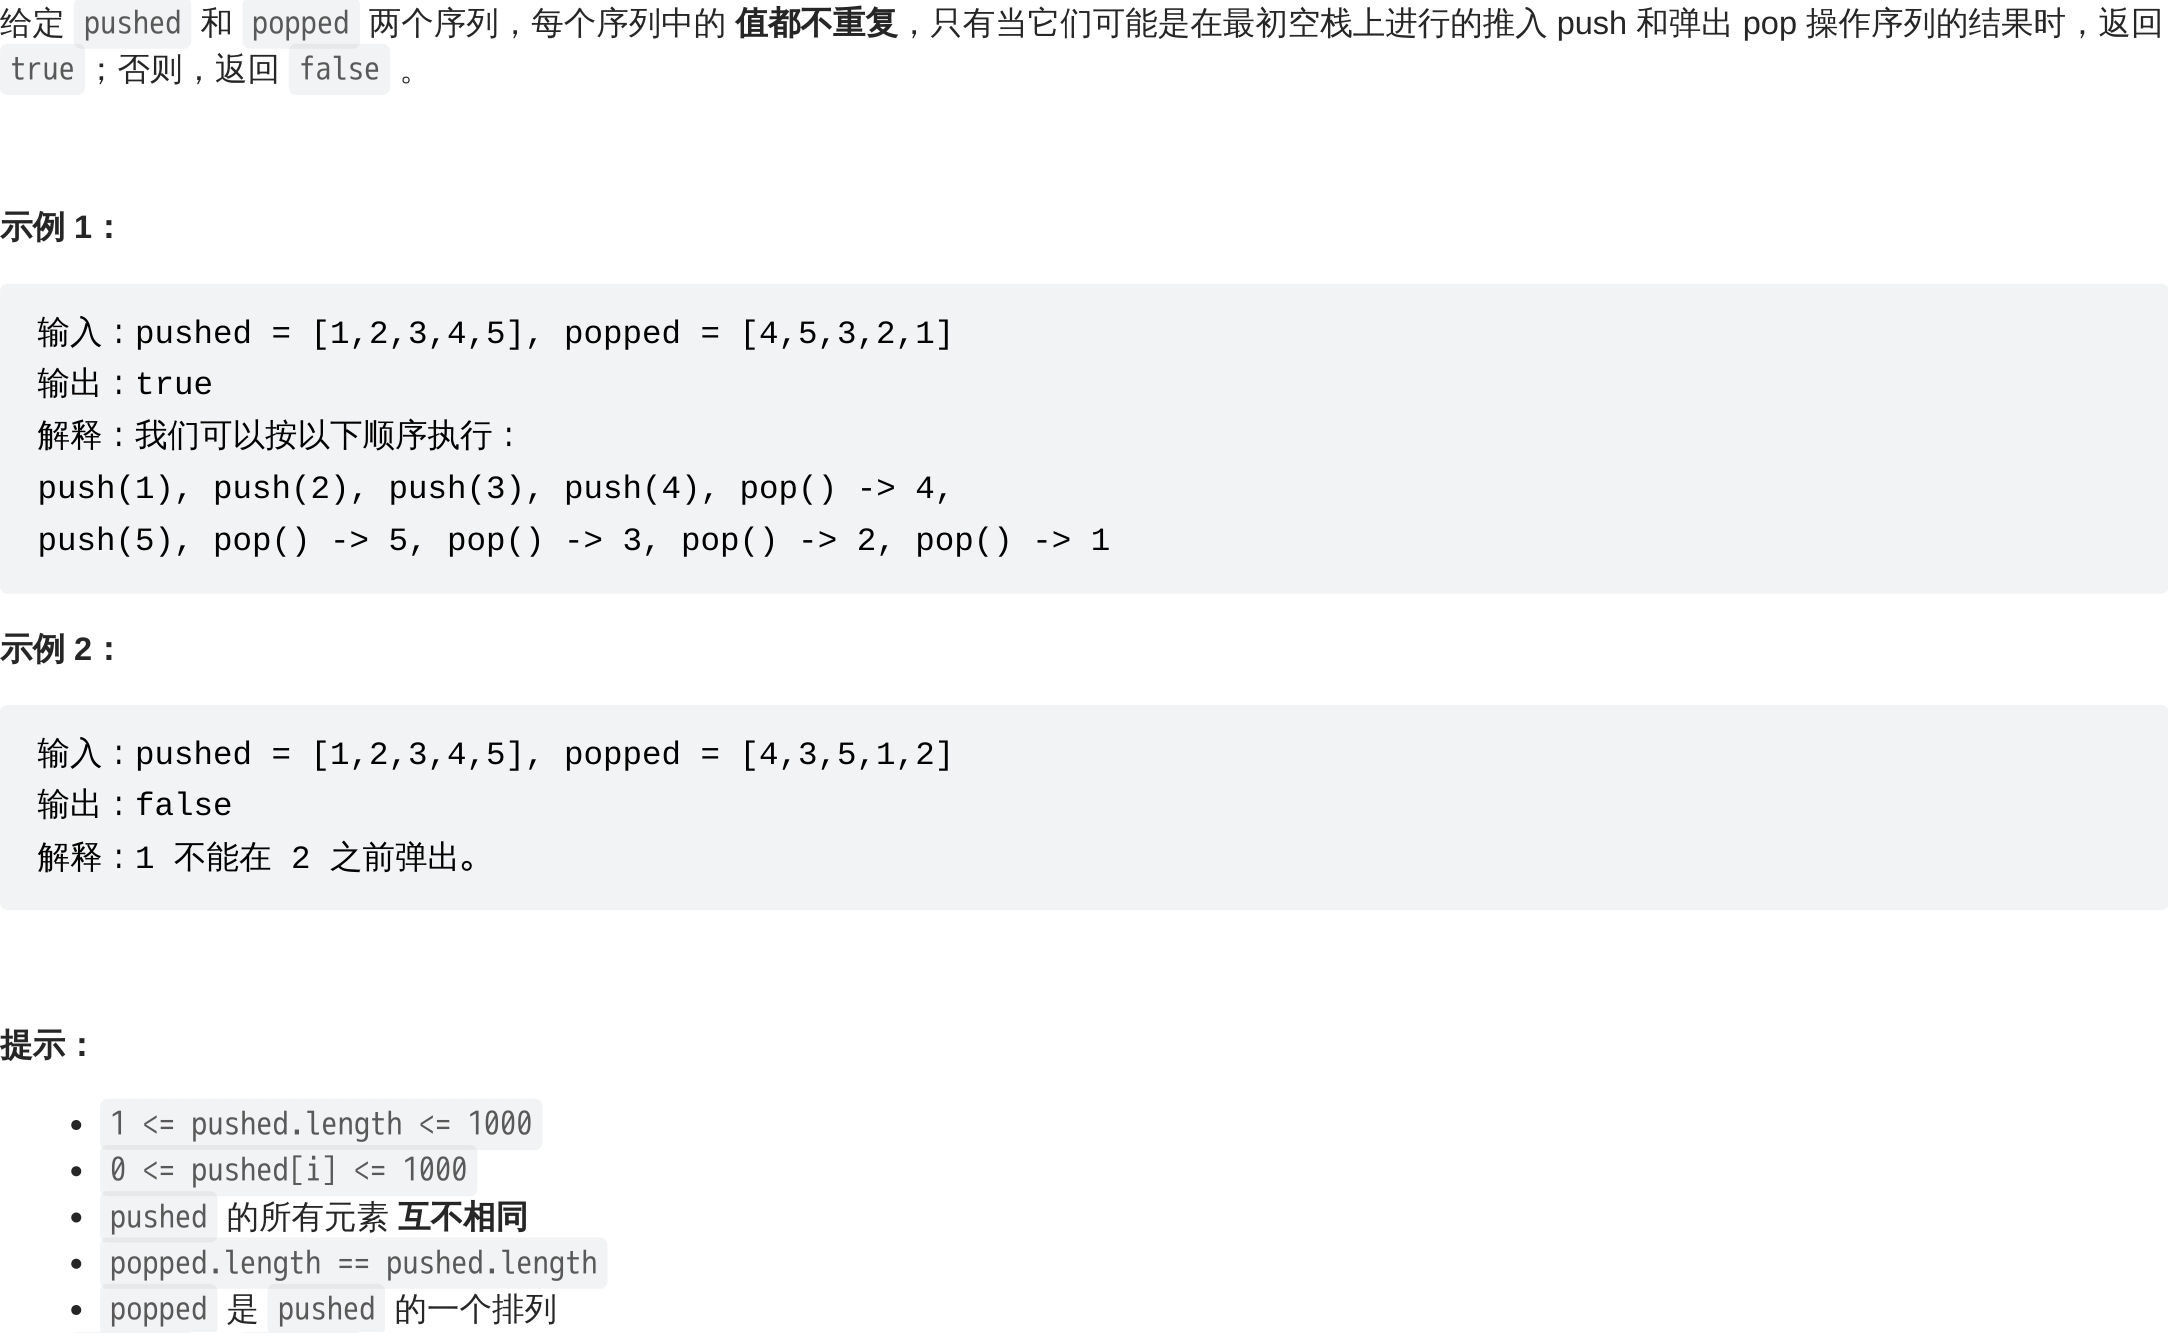 给定 pushed 和 popped 两个序列，每个序列中的 值都不重复，只有当它们可能是在最初空栈上进行的推入 push 和弹出 pop 操作序列的结果时，返回
true；否则，返回 false 。
示例 1：
输入：pushed = [1,2,3,4,5], popped = [4,5,3,2,1]
输出：true
解释：我们可以按以下顺序执行：
push(1), push(2), push(3), push(4), pop() -> 4,
push(5), pop() -> 5, pop() -> 3, pop() -> 2, pop() -> 1
示例 2：
输入：pushed = [1,2,3,4,5], popped = [4,3,5,1,2]
输出：false
解释：1 不能在 2 之前弹出。
提示：
• 1 <= pushed.length <= 1000
• 0 <= pushed[i] <= 1000
• pushed 的所有元素 互不相同
• popped.length == pushed.length
• popped 是 pushed 的一个排列